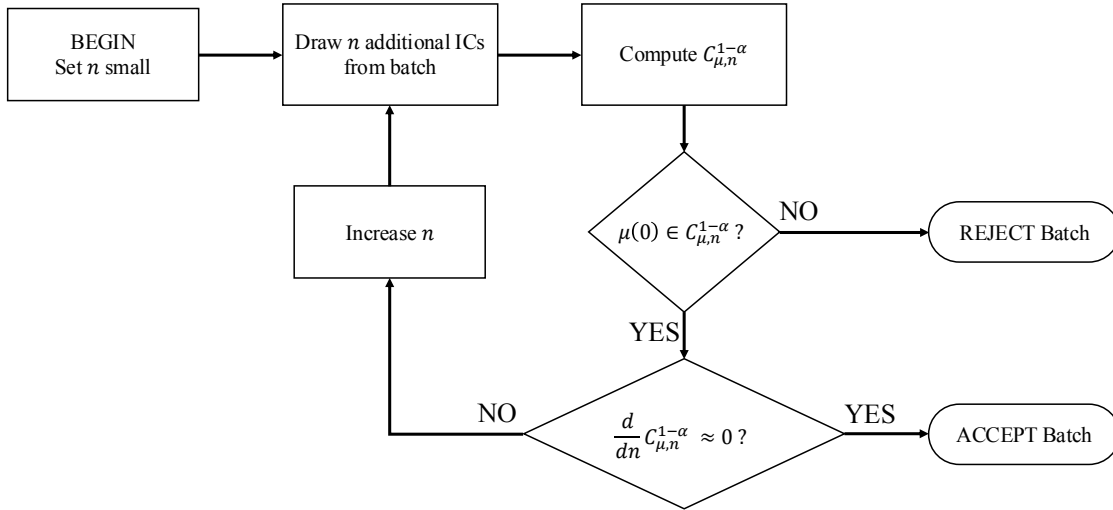 BEGIN
Set n small
Draw n additional ICs
from batch
Compute C_{μ,n}^{1−α}
μ(0) ∈ C_{μ,n}^{1−α} ?
NO
REJECT Batch
Increase n
YES
d/dn C_{μ,n}^{1−α} ≈ 0 ?
NO
YES
ACCEPT Batch